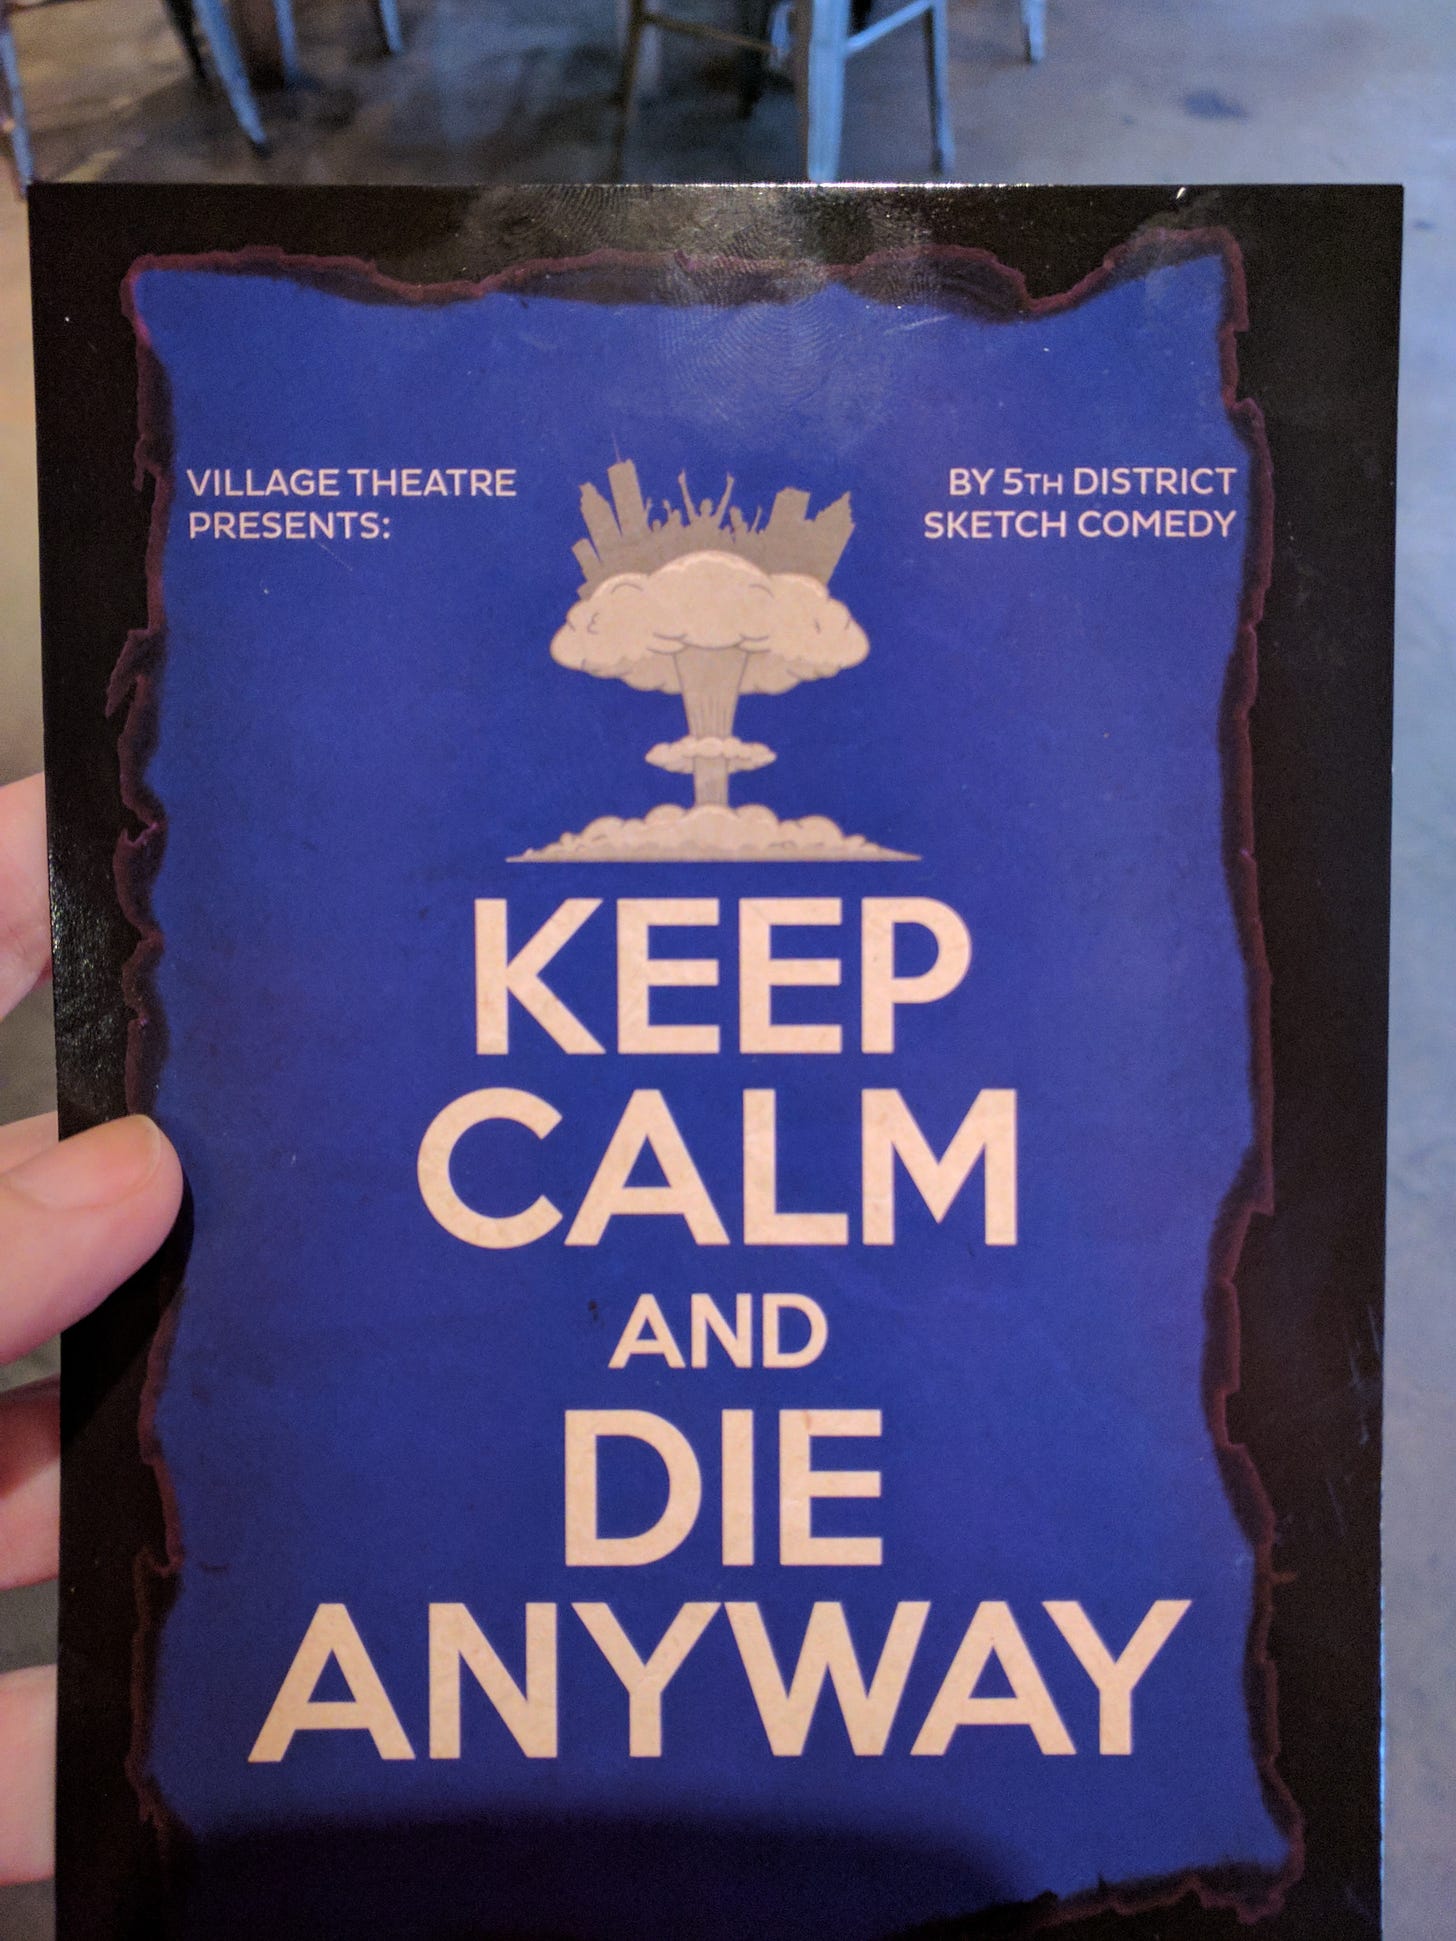 VILLAGE THEATRE
PRESENTS:
BY 5TH DISTRICT
SKETCH COMEDY
KEEP
CALM
AND
DIE
ANYWAY